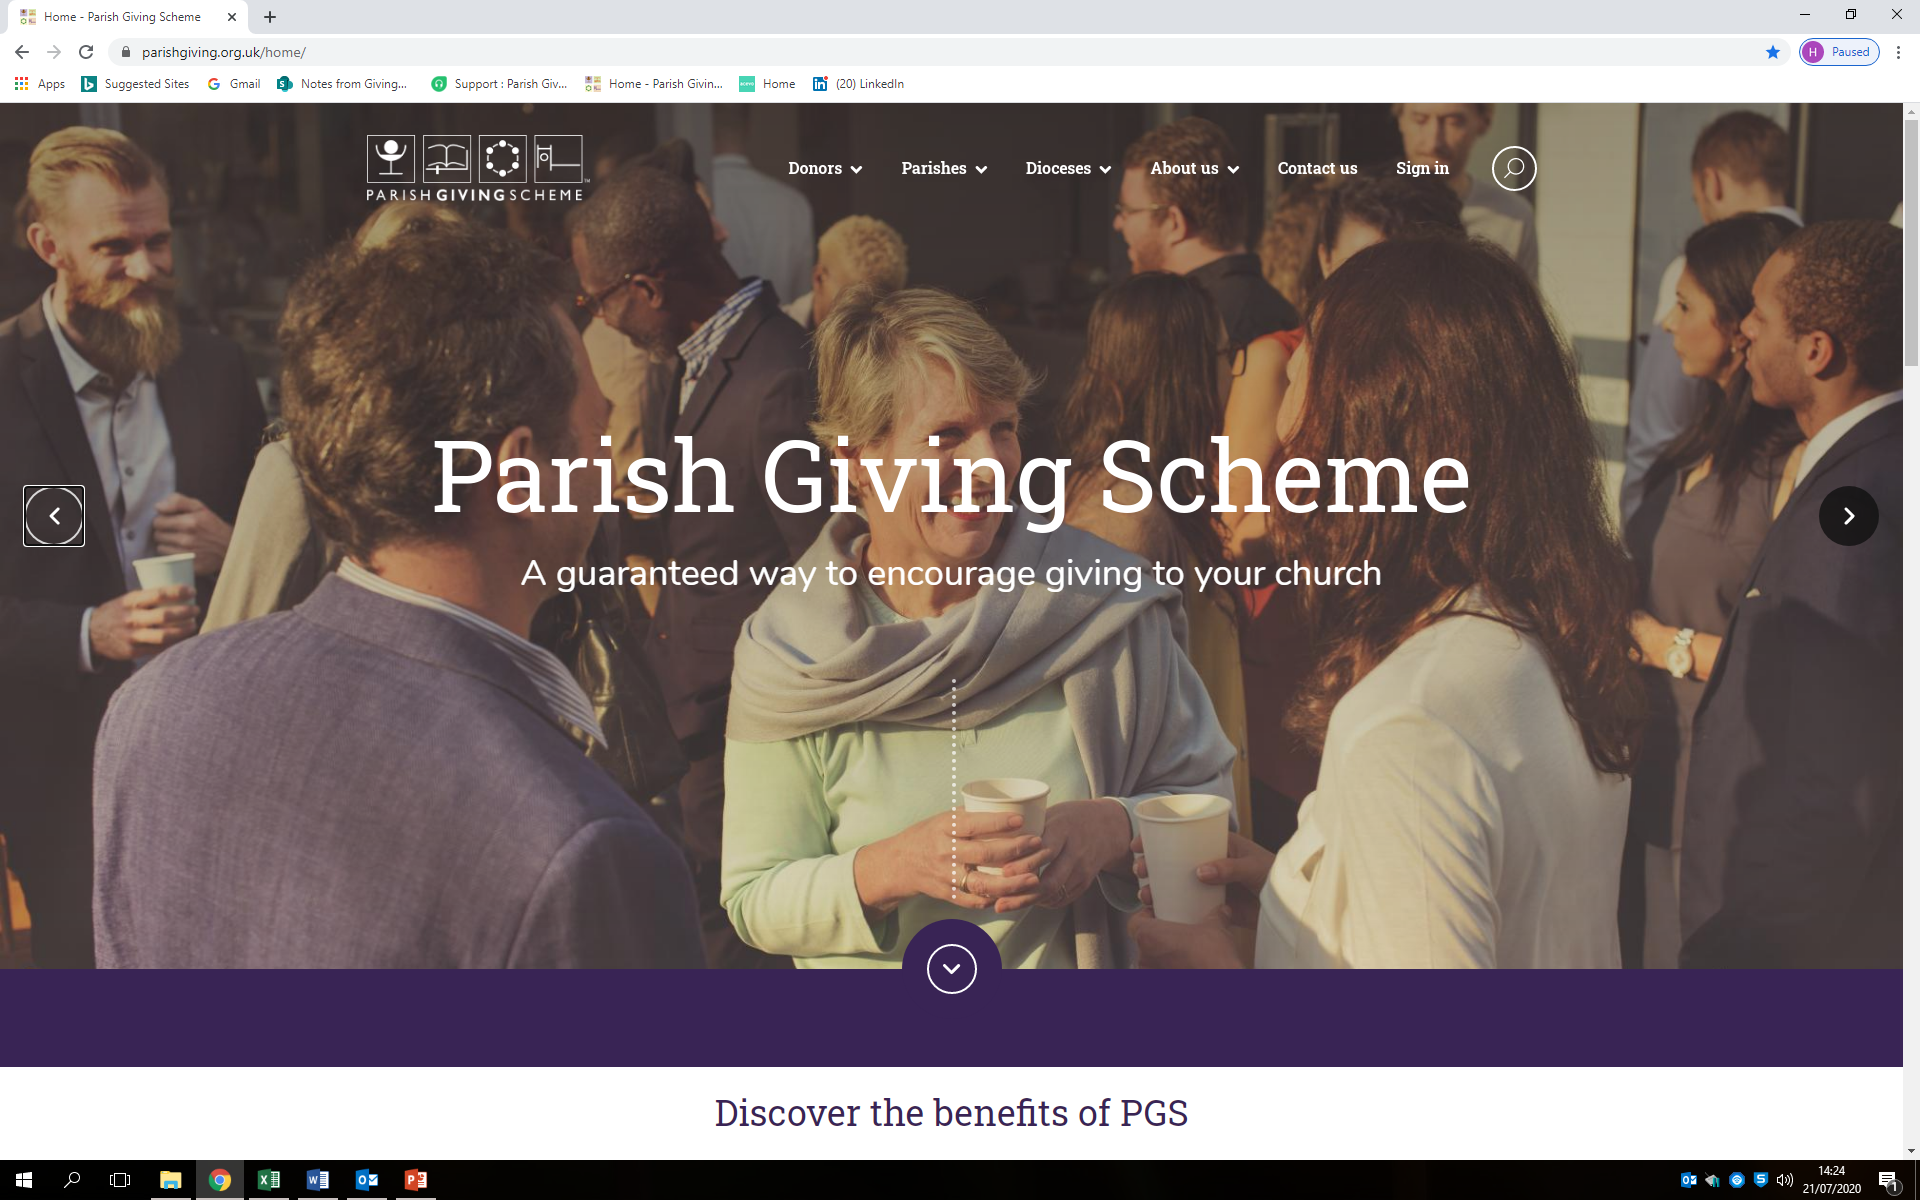 Home - Parish Giving Scheme
parishgiving.org.uk/home/
H Paused
Apps Suggested Sites Gmail Notes from Giving... Support : Parish Giv... Home - Parish Givin... Home (20) LinkedIn
PARISH GIVING SCHEME
Donors Parishes Dioceses About us Contact us Sign in
Parish Giving Scheme
A guaranteed way to encourage giving to your church
Discover the benefits of PGS
14:24
21/07/2020
1